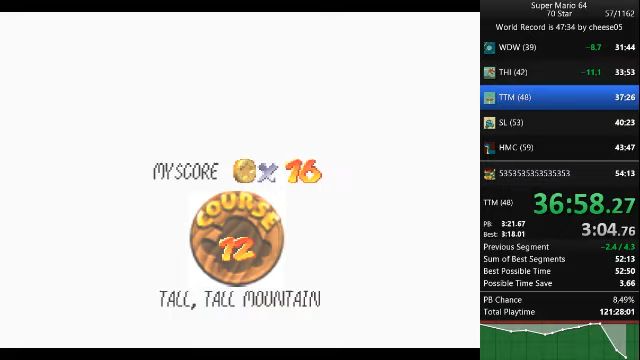 Super Mario 64
70 Star 57/1162
World Record is 47:34 by cheese05
WDW (39) -8.7 31:44
THI (42) -11.1 33:53
TTM (48) 37:26
SL (53) 40:23
HMC (59) 43:47
5353535353535353 54:13
TTM (48) 36:58.27
PB: 3:21.67
Best: 3:18.01 3:04.76
Previous Segment -2.4 / 4.3
Sum of Best Segments 52:13
Best Possible Time 52:50
Possible Time Save 3.66
PB Chance 8.49%
Total Playtime 121:28:01
MY SCORE × 16
COURSE
12
TALL, TALL MOUNTAIN